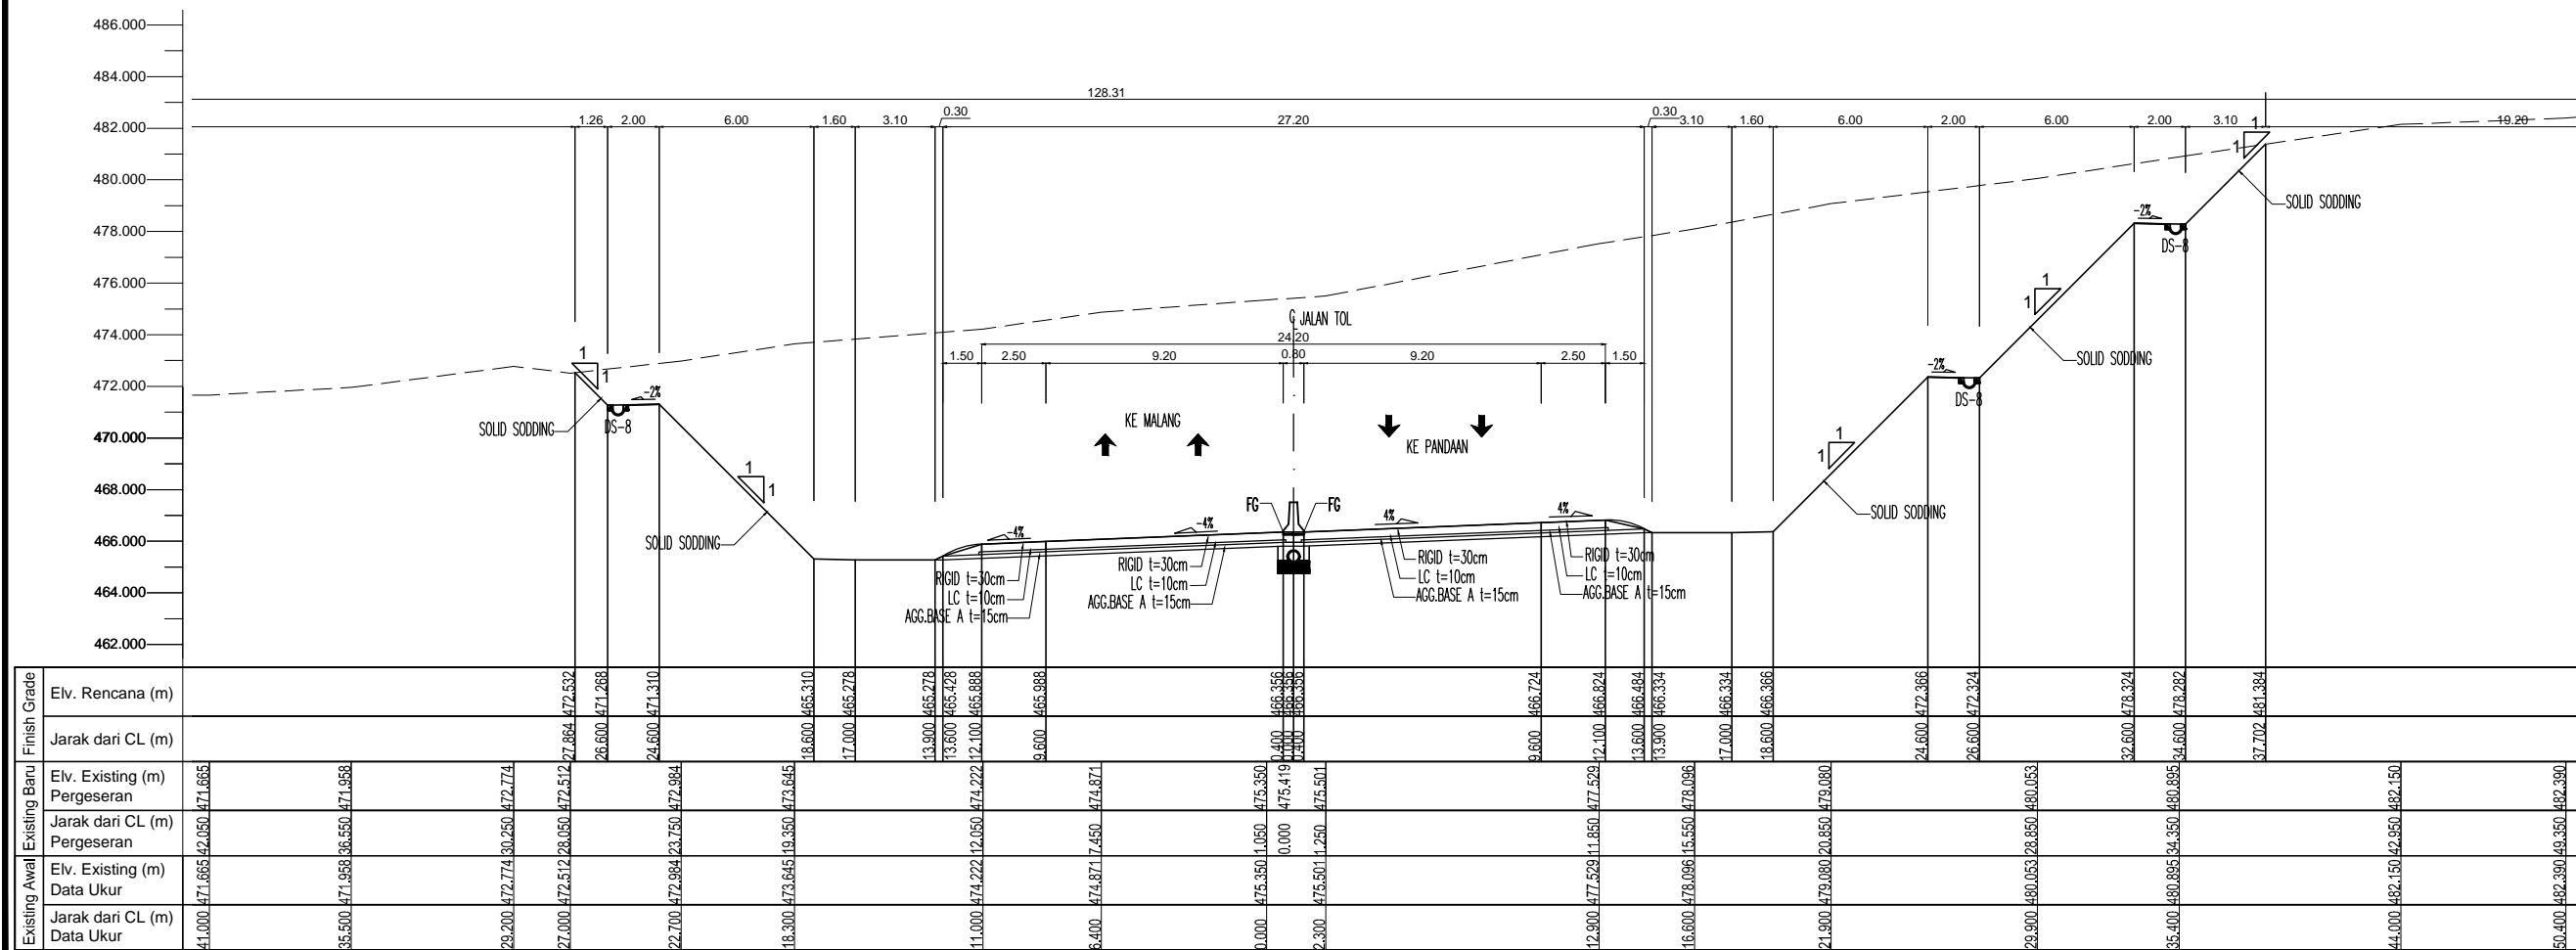 486.000
484.000
482.000
480.000
478.000
476.000
474.000
472.000
470.000
468.000
466.000
464.000
462.000
128.31
1.26 2.00 6.00 1.60 3.10 0.30 27.20 0.30 3.10 1.60 6.00 2.00 6.00 2.00 3.10 19.20
JALAN TOL
24.20
1.50 2.50 9.20 0.80 9.20 2.50 1.50
KE MALANG
KE PANDAAN
1
1
SOLID SODDING
DS-8
-2%
1
1
SOLID SODDING
-4%
RIGID t=30cm
LC t=10cm
AGG.BASE A t=15cm
-4%
RIGID t=30cm
LC t=10cm
AGG.BASE A t=15cm
FG
FG
4%
RIGID t=30cm
LC t=10cm
AGG.BASE A t=15cm
4%
RIGID t=30cm
LC t=10cm
AGG.BASE A t=15cm
1
1
SOLID SODDING
-2%
DS-8
1
1
SOLID SODDING
-2%
DS-8
1
1
SOLID SODDING
Finish Grade
Elv. Rencana (m)
472.532 471.268 471.310 465.310 465.278 465.278 465.428 465.888 465.988 466.356 466.356 466.356 466.724 466.824 466.484 466.334 466.334 466.366 472.366 472.324 478.324 478.282 481.384
Jarak dari CL (m)
27.864 26.600 24.600 18.600 17.000 13.900 13.600 12.100 9.600 0.400 0.000 0.400 9.600 12.100 13.600 13.900 17.000 18.600 24.600 26.600 32.600 34.600 37.702
Existing Baru
Elv. Existing (m)
Pergeseran
471.665 471.958 472.774 472.512 472.984 473.645 474.222 474.871 475.350 475.419 475.501 477.529 478.096 479.080 480.053 480.895 482.150 482.390
Jarak dari CL (m)
Pergeseran
42.050 36.550 30.250 28.050 23.750 19.350 12.050 7.450 1.050 0.000 1.250 11.850 15.550 20.850 28.850 34.350 42.950 49.350
Existing Awal
Elv. Existing (m)
Data Ukur
471.665 471.958 472.774 472.512 472.984 473.645 474.222 474.871 475.350 475.501 477.529 478.096 479.080 480.053 480.895 482.150 482.390
Jarak dari CL (m)
Data Ukur
41.000 35.500 29.200 27.000 22.700 18.300 11.000 6.400 0.000 2.300 12.900 16.600 21.900 29.900 35.400 44.000 50.400